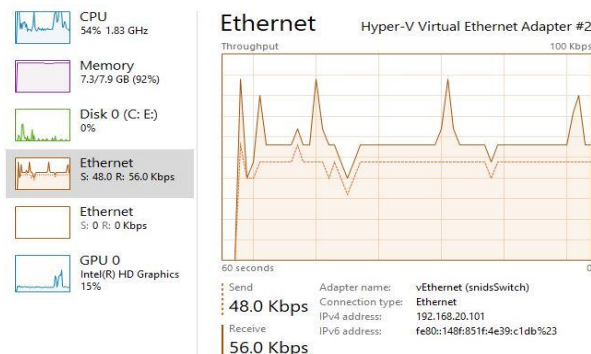 CPU
54% 1.83 GHz
Memory
7.3/7.9 GB (92%)
Disk 0 (C: E:)
0%
Ethernet
S: 48.0 R: 56.0 Kbps
Ethernet
S: 0 R: 0 Kbps
GPU 0
Intel(R) HD Graphics
15%
Ethernet Hyper-V Virtual Ethernet Adapter #2
Throughput 100 Kbps
60 seconds 0
Send
48.0 Kbps
Receive
56.0 Kbps
Adapter name: vEthernet (snidsSwitch)
Connection type: Ethernet
IPv4 address: 192.168.20.101
IPv6 address: fe80::148f:851f:4e39:c1db%23